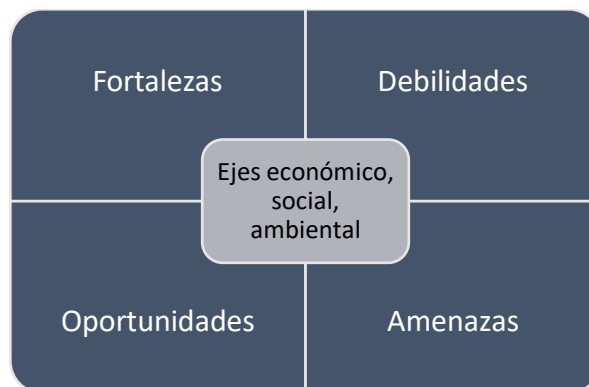 Fortalezas
Debilidades
Ejes económico,
social,
ambiental
Oportunidades
Amenazas